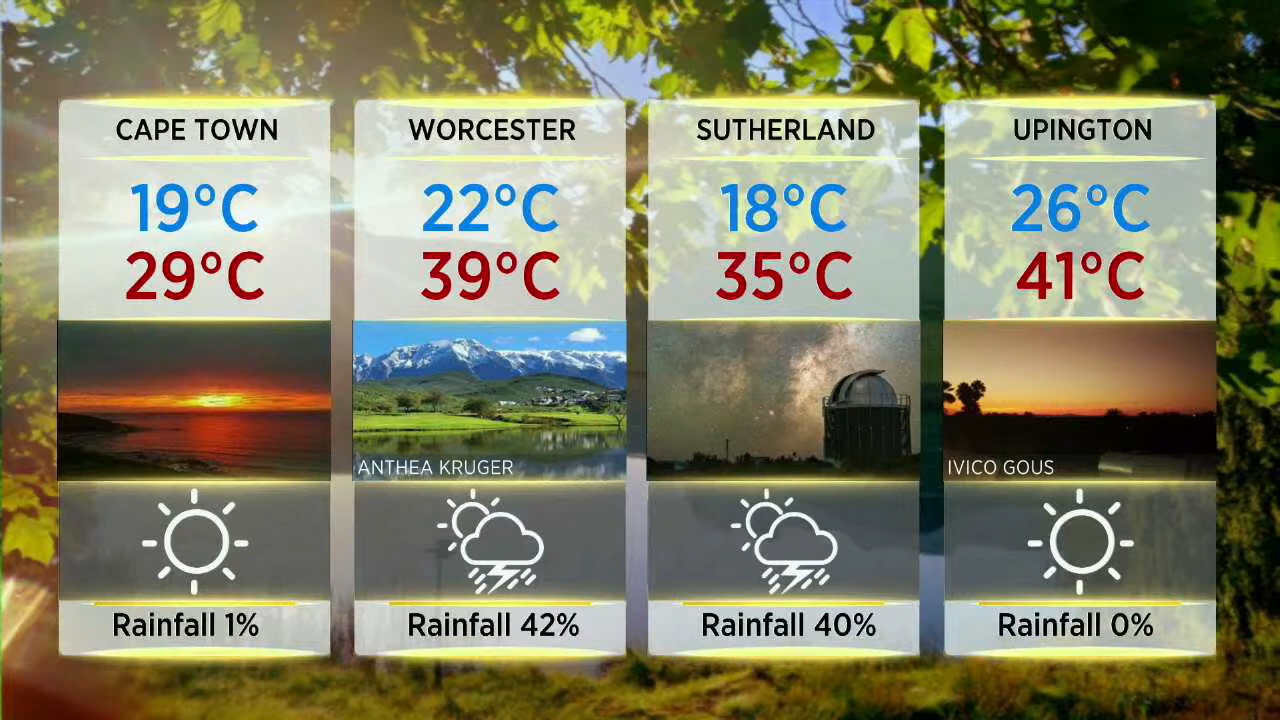 CAPE TOWN
19°C
29°C
Rainfall 1%
WORCESTER
22°C
39°C
ANTHEA KRUGER
Rainfall 42%
SUTHERLAND
18°C
35°C
Rainfall 40%
UPINGTON
26°C
41°C
IVICO GOUS
Rainfall 0%